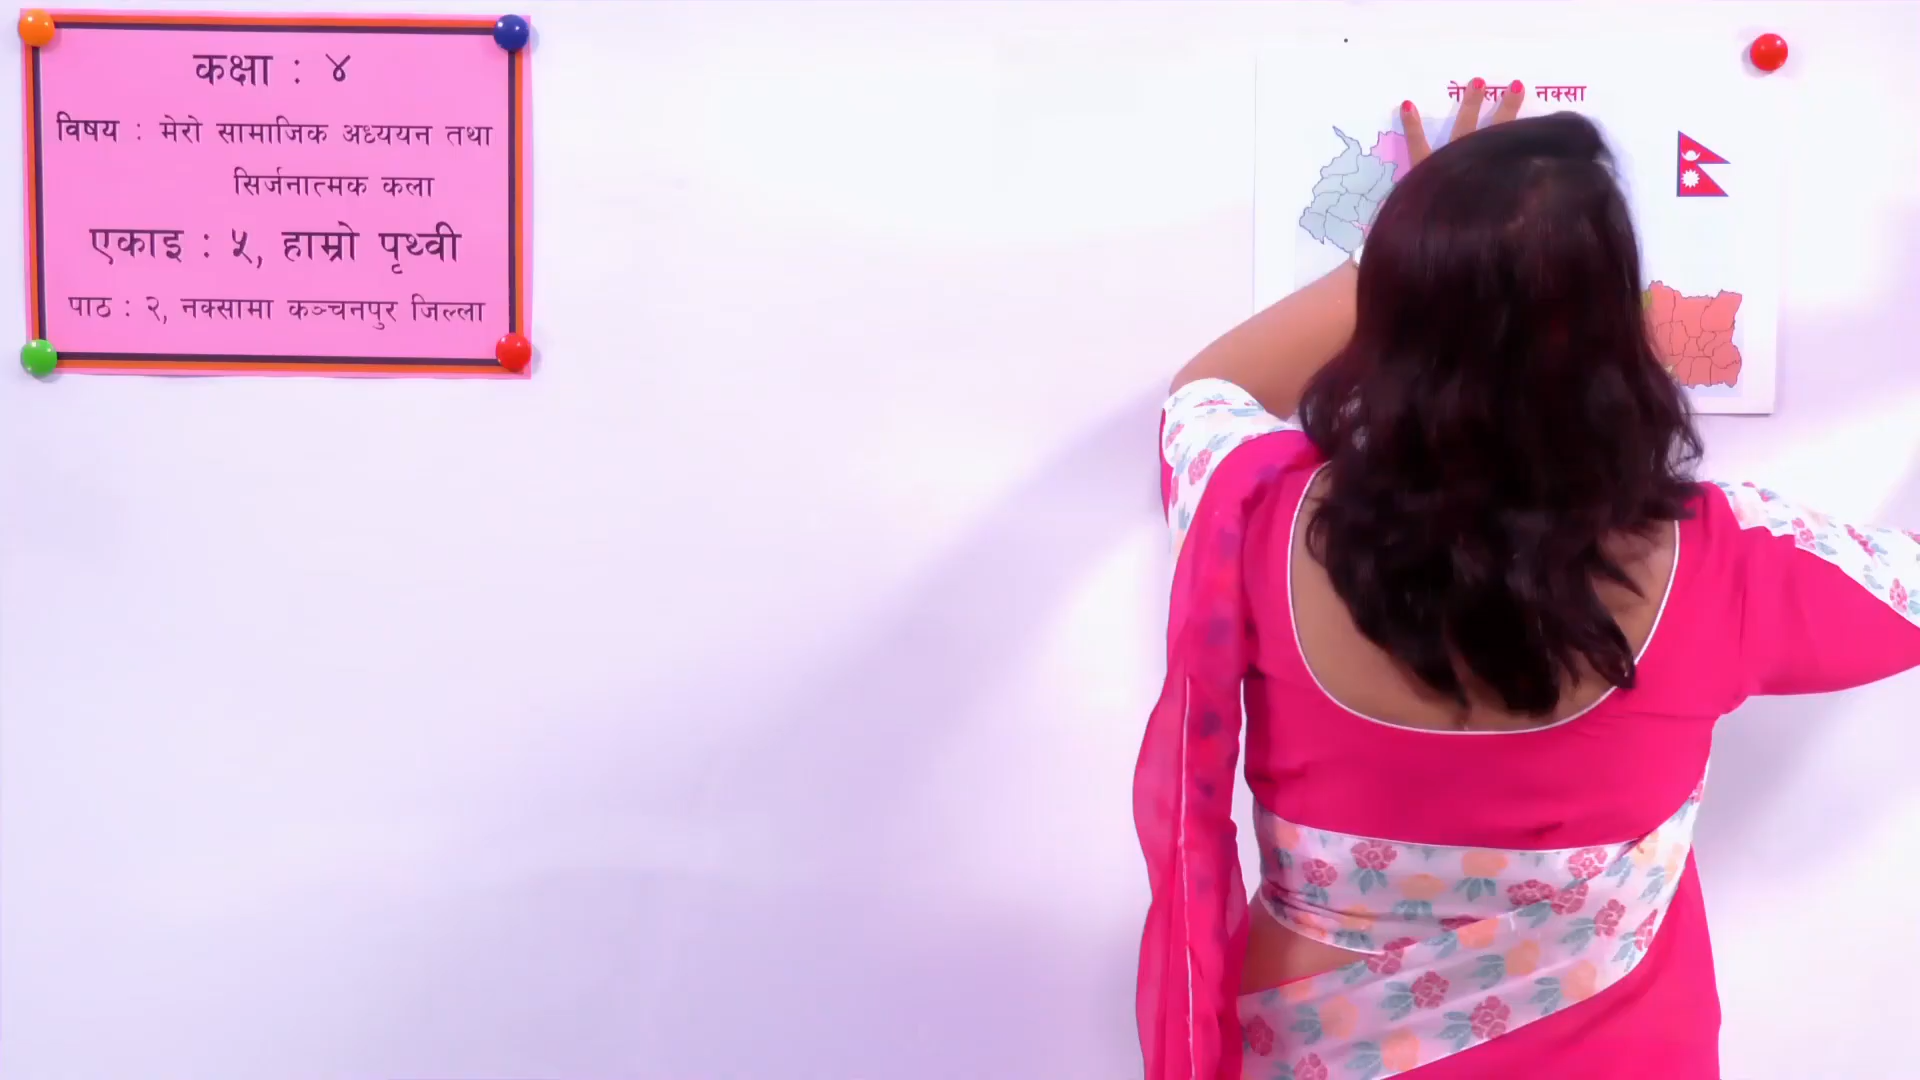 कक्षा : ४
विषय : मेरो सामाजिक अध्ययन तथा
सिर्जनात्मक कला
एकाइ : ५, हाम्रो पृथ्वी
पाठ : २, नक्सामा कञ्चनपुर जिल्ला
नक्सा